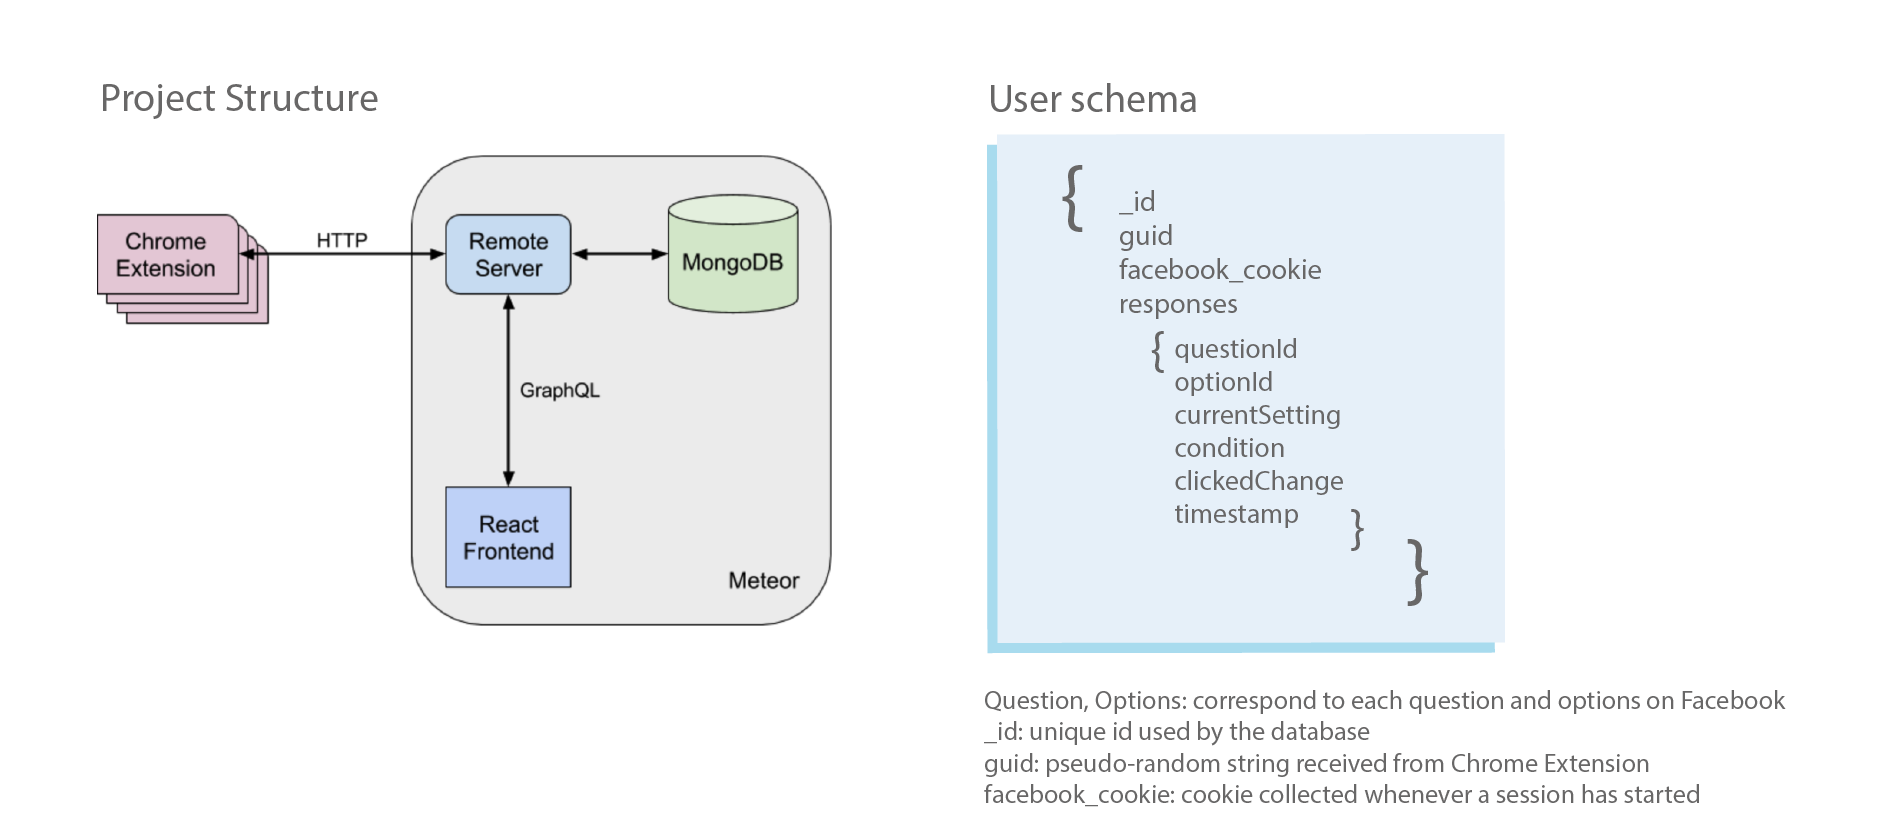 Project Structure
Chrome
Extension
HTTP
Remote
Server
MongoDB
GraphQL
React
Frontend
Meteor
User schema
{
_id
guid
facebook_cookie
responses
{ questionId
optionId
currentSetting
condition
clickedChange
timestamp }
}
Question, Options: correspond to each question and options on Facebook
_id: unique id used by the database
guid: pseudo-random string received from Chrome Extension
facebook_cookie: cookie collected whenever a session has started